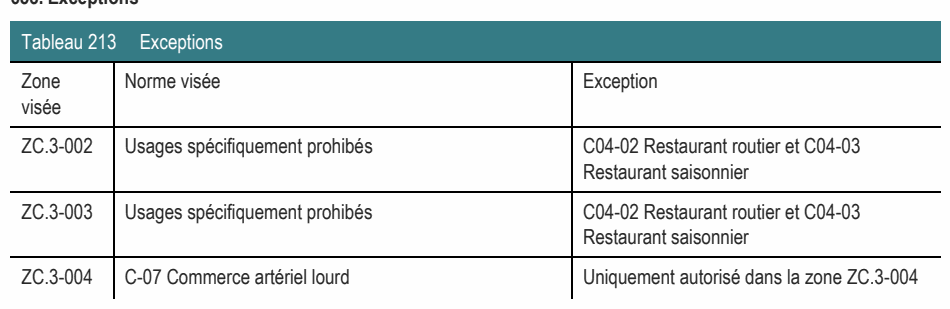 Exceptions
Tableau 213 Exceptions
Zone visée
Norme visée
Exception
ZC.3-002
Usages spécifiquement prohibés
C04-02 Restaurant routier et C04-03
Restaurant saisonnier
ZC.3-003
Usages spécifiquement prohibés
C04-02 Restaurant routier et C04-03
Restaurant saisonnier
ZC.3-004
C-07 Commerce artériel lourd
Uniquement autorisé dans la zone ZC.3-004